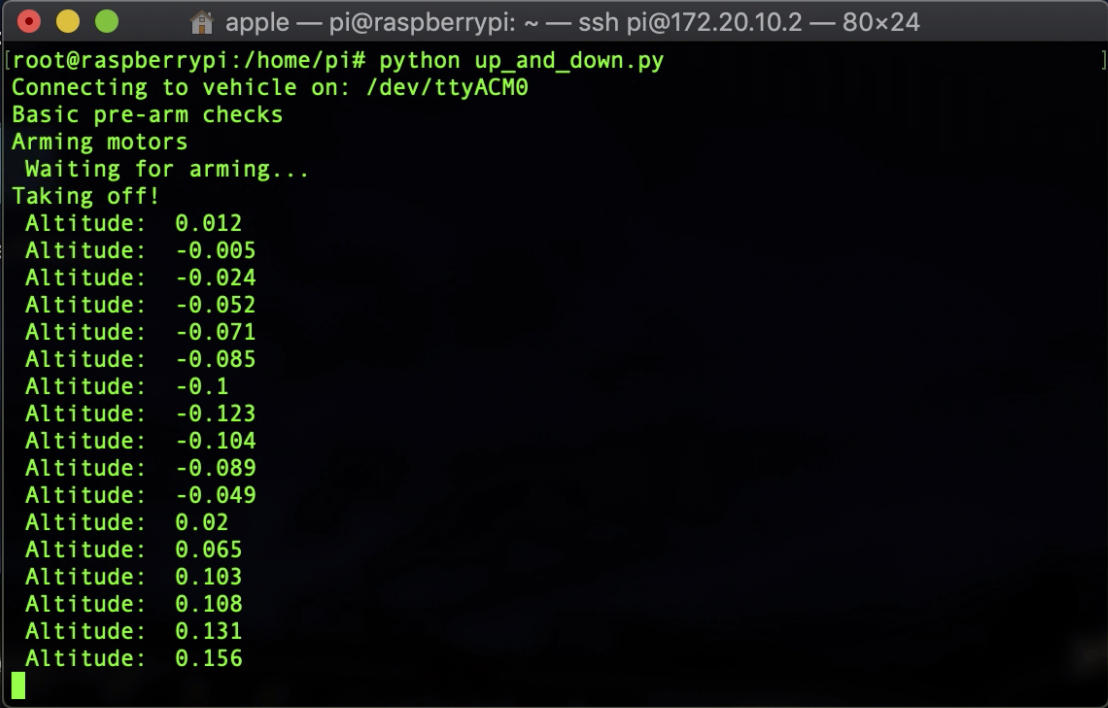 apple — pi@raspberrypi: ~ — ssh pi@172.20.10.2 — 80×24
[root@raspberrypi:/home/pi# python up_and_down.py ]
Connecting to vehicle on: /dev/ttyACM0
Basic pre-arm checks
Arming motors
 Waiting for arming...
Taking off!
 Altitude:  0.012
 Altitude:  -0.005
 Altitude:  -0.024
 Altitude:  -0.052
 Altitude:  -0.071
 Altitude:  -0.085
 Altitude:  -0.1
 Altitude:  -0.123
 Altitude:  -0.104
 Altitude:  -0.089
 Altitude:  -0.049
 Altitude:  0.02
 Altitude:  0.065
 Altitude:  0.103
 Altitude:  0.108
 Altitude:  0.131
 Altitude:  0.156